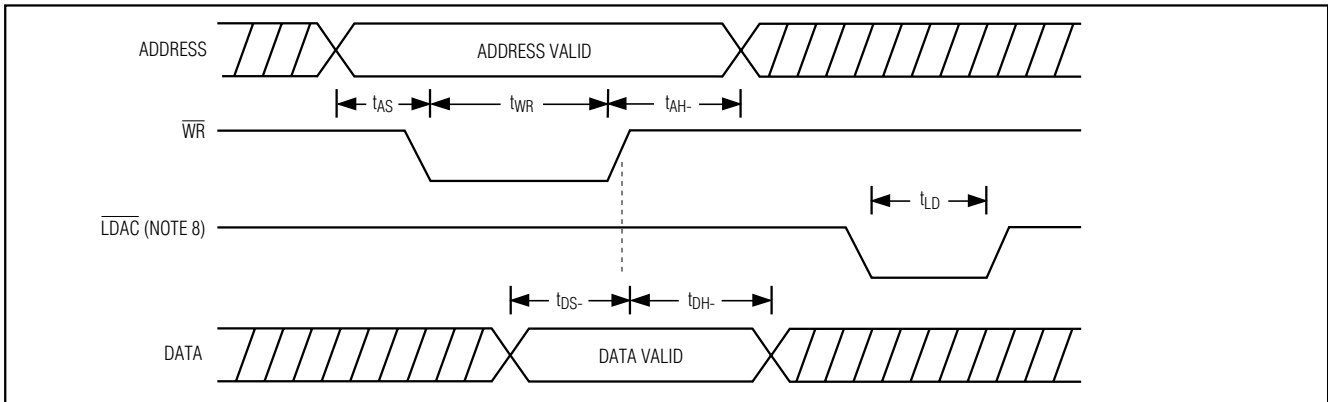 ADDRESS
ADDRESS VALID
tAS
tWR
tAH-
WR
tLD
LDAC (NOTE 8)
tDS-
tDH-
DATA
DATA VALID